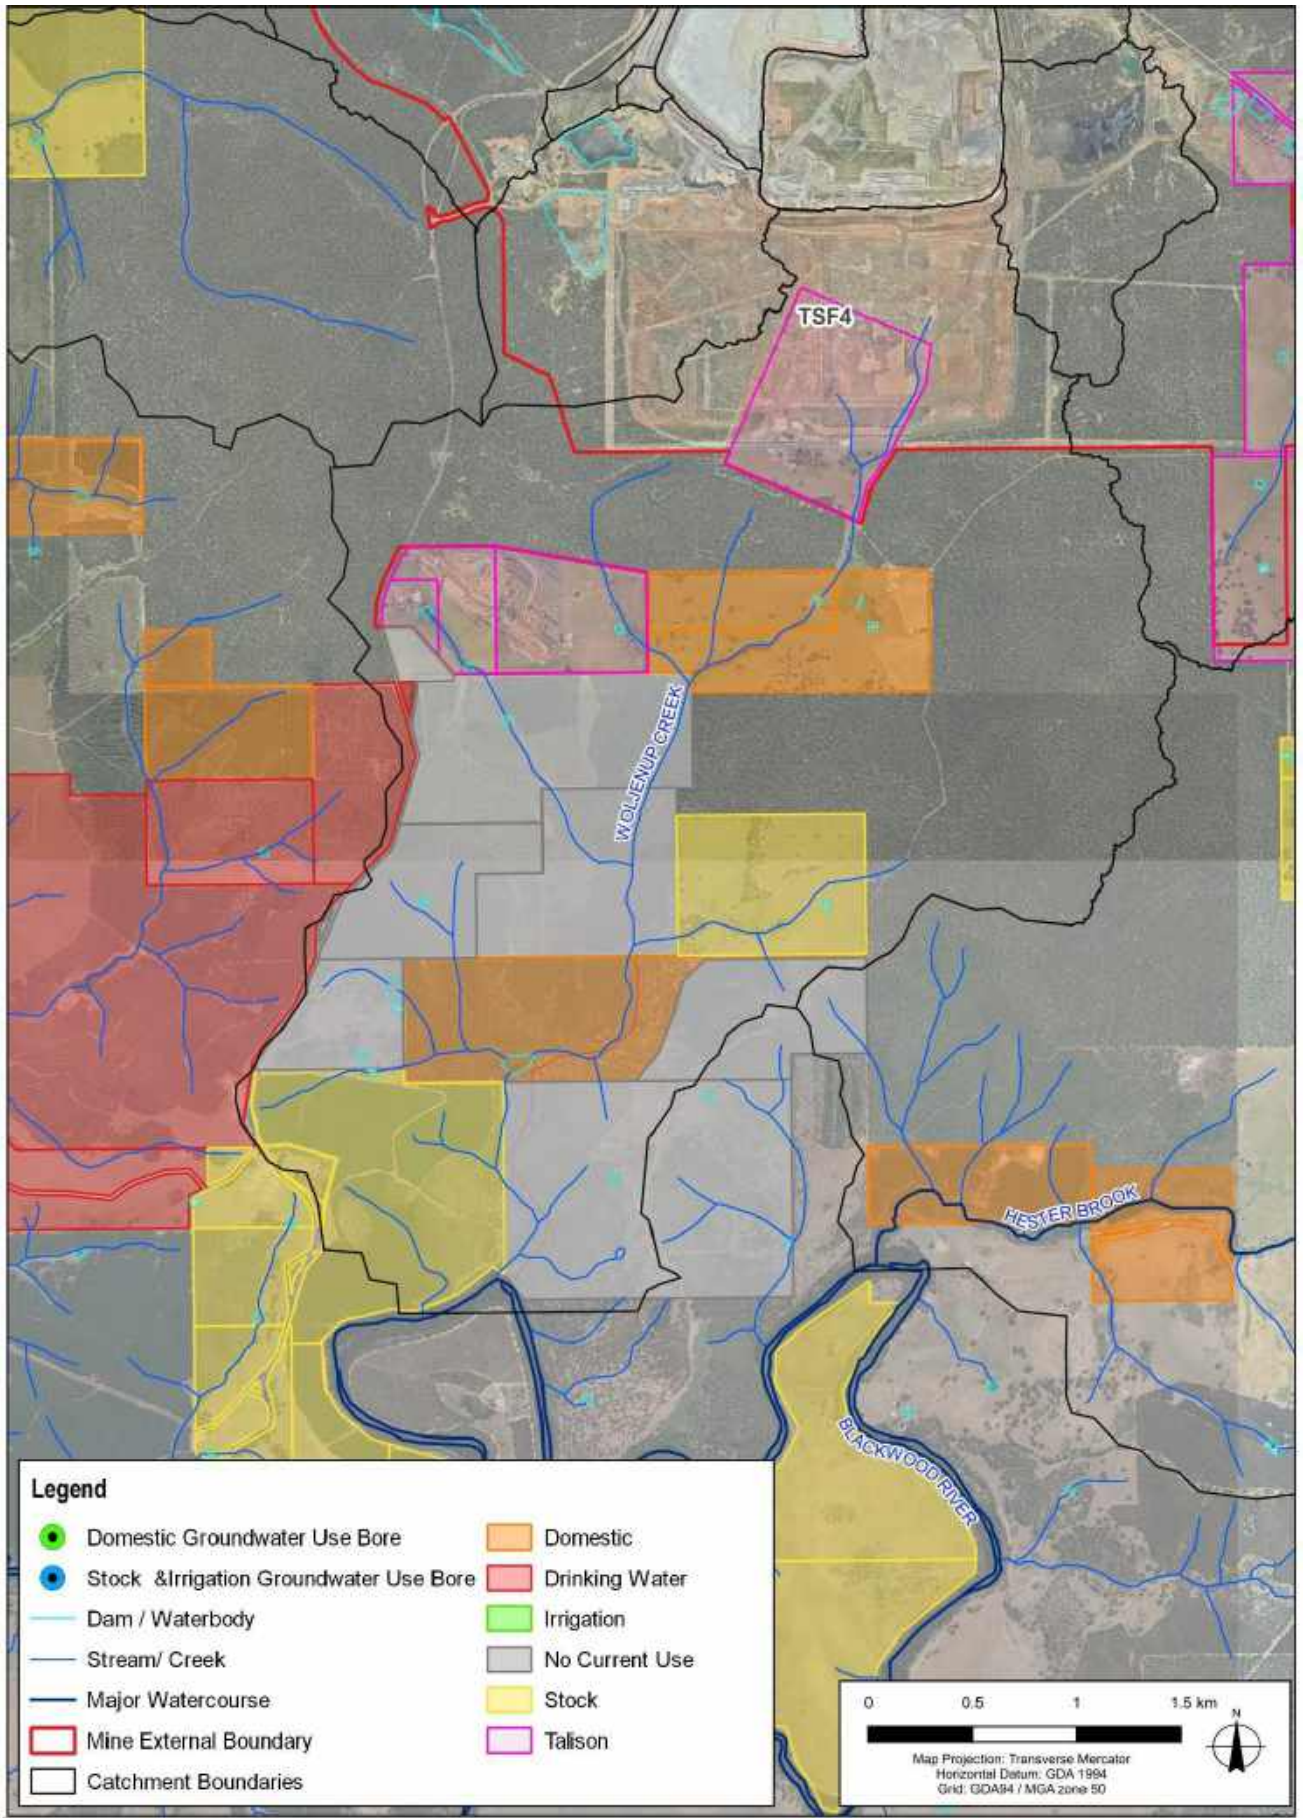 TSF4
WOLJENUP CREEK
HESTER BROOK
BLACKWOOD RIVER
Legend
Domestic Groundwater Use Bore
Stock &Irrigation Groundwater Use Bore
Dam / Waterbody
Stream/ Creek
Major Watercourse
Mine External Boundary
Catchment Boundaries
Domestic
Drinking Water
Irrigation
No Current Use
Stock
Talison
0 0.5 1 1.5 km
N
Map Projection: Transverse Mercator
Horizontal Datum: GDA 1994
Grid: GDA94 / MGA zone 50